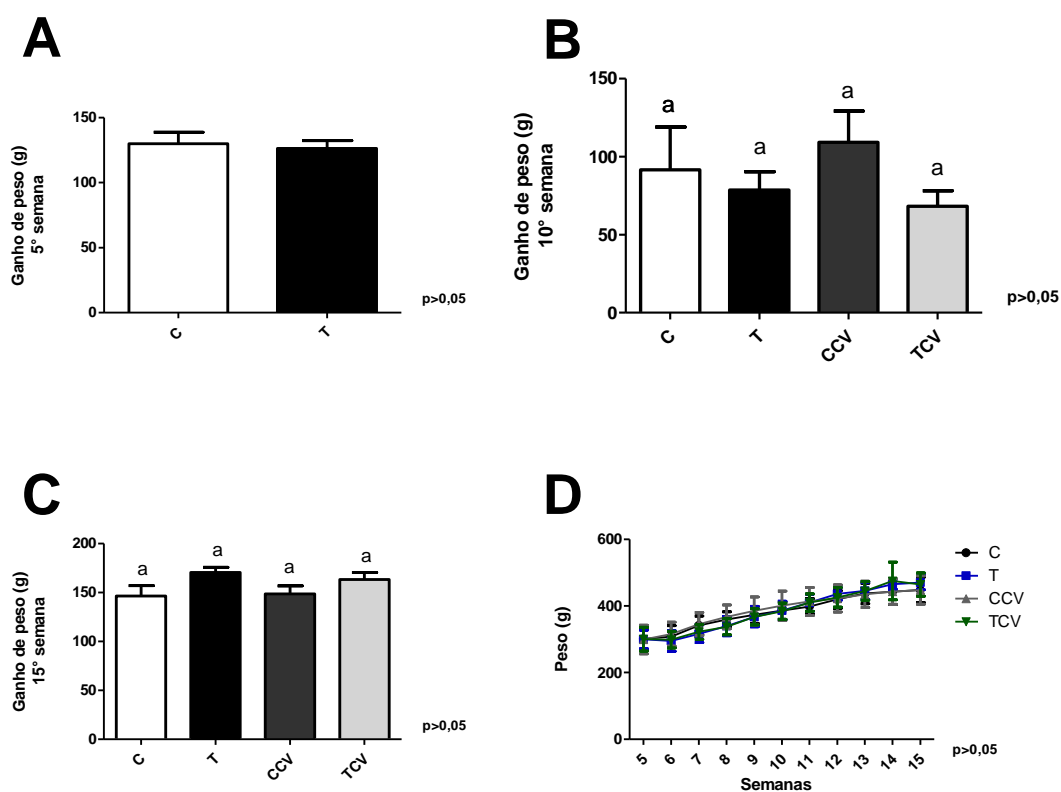 A
Ganho de peso (g)
5° semana
150
100
50
0
C
T
p>0,05
B
Ganho de peso (g)
10° semana
150
100
50
0
a
a
a
a
C
T
CCV
TCV
p>0,05
C
Ganho de peso (g)
15° semana
200
150
100
50
0
a
a
a
a
C
T
CCV
TCV
p>0,05
D
Peso (g)
600
400
200
0
5 6 7 8 9 10 11 12 13 14 15
Semanas
C
T
CCV
TCV
p>0,05